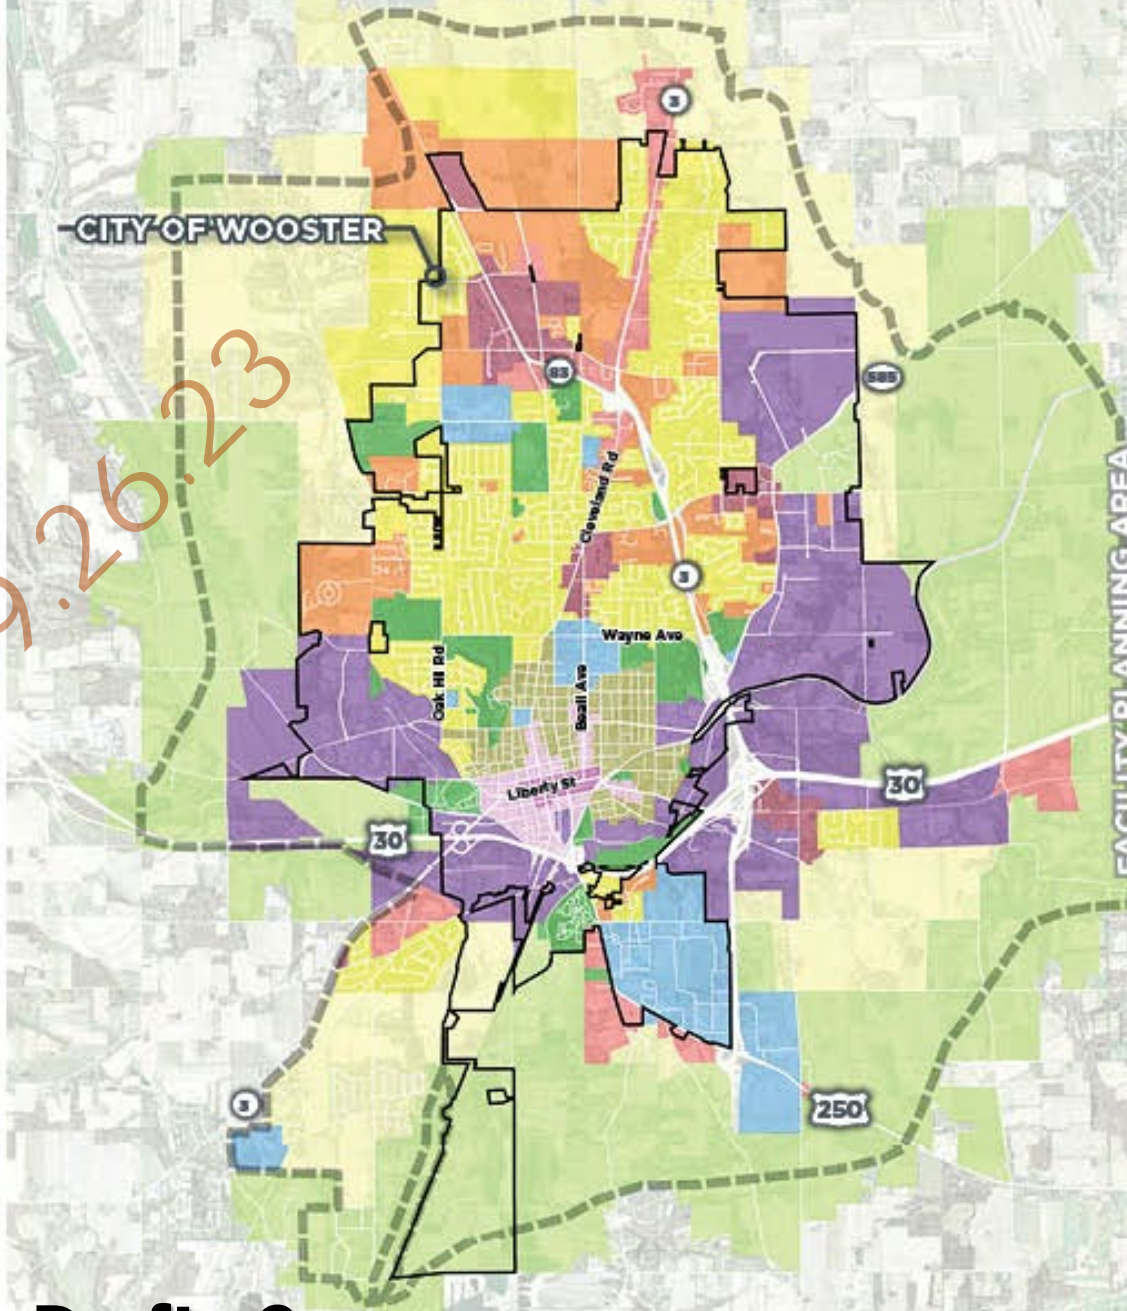 3
CITY OF WOOSTER
83
585
9.26.23
Cleveland Rd
FACILITY PLANNING AREA
3
Wayne Ave
Oak Hill Rd
Beall Ave
Liberty St
30
30
3
250